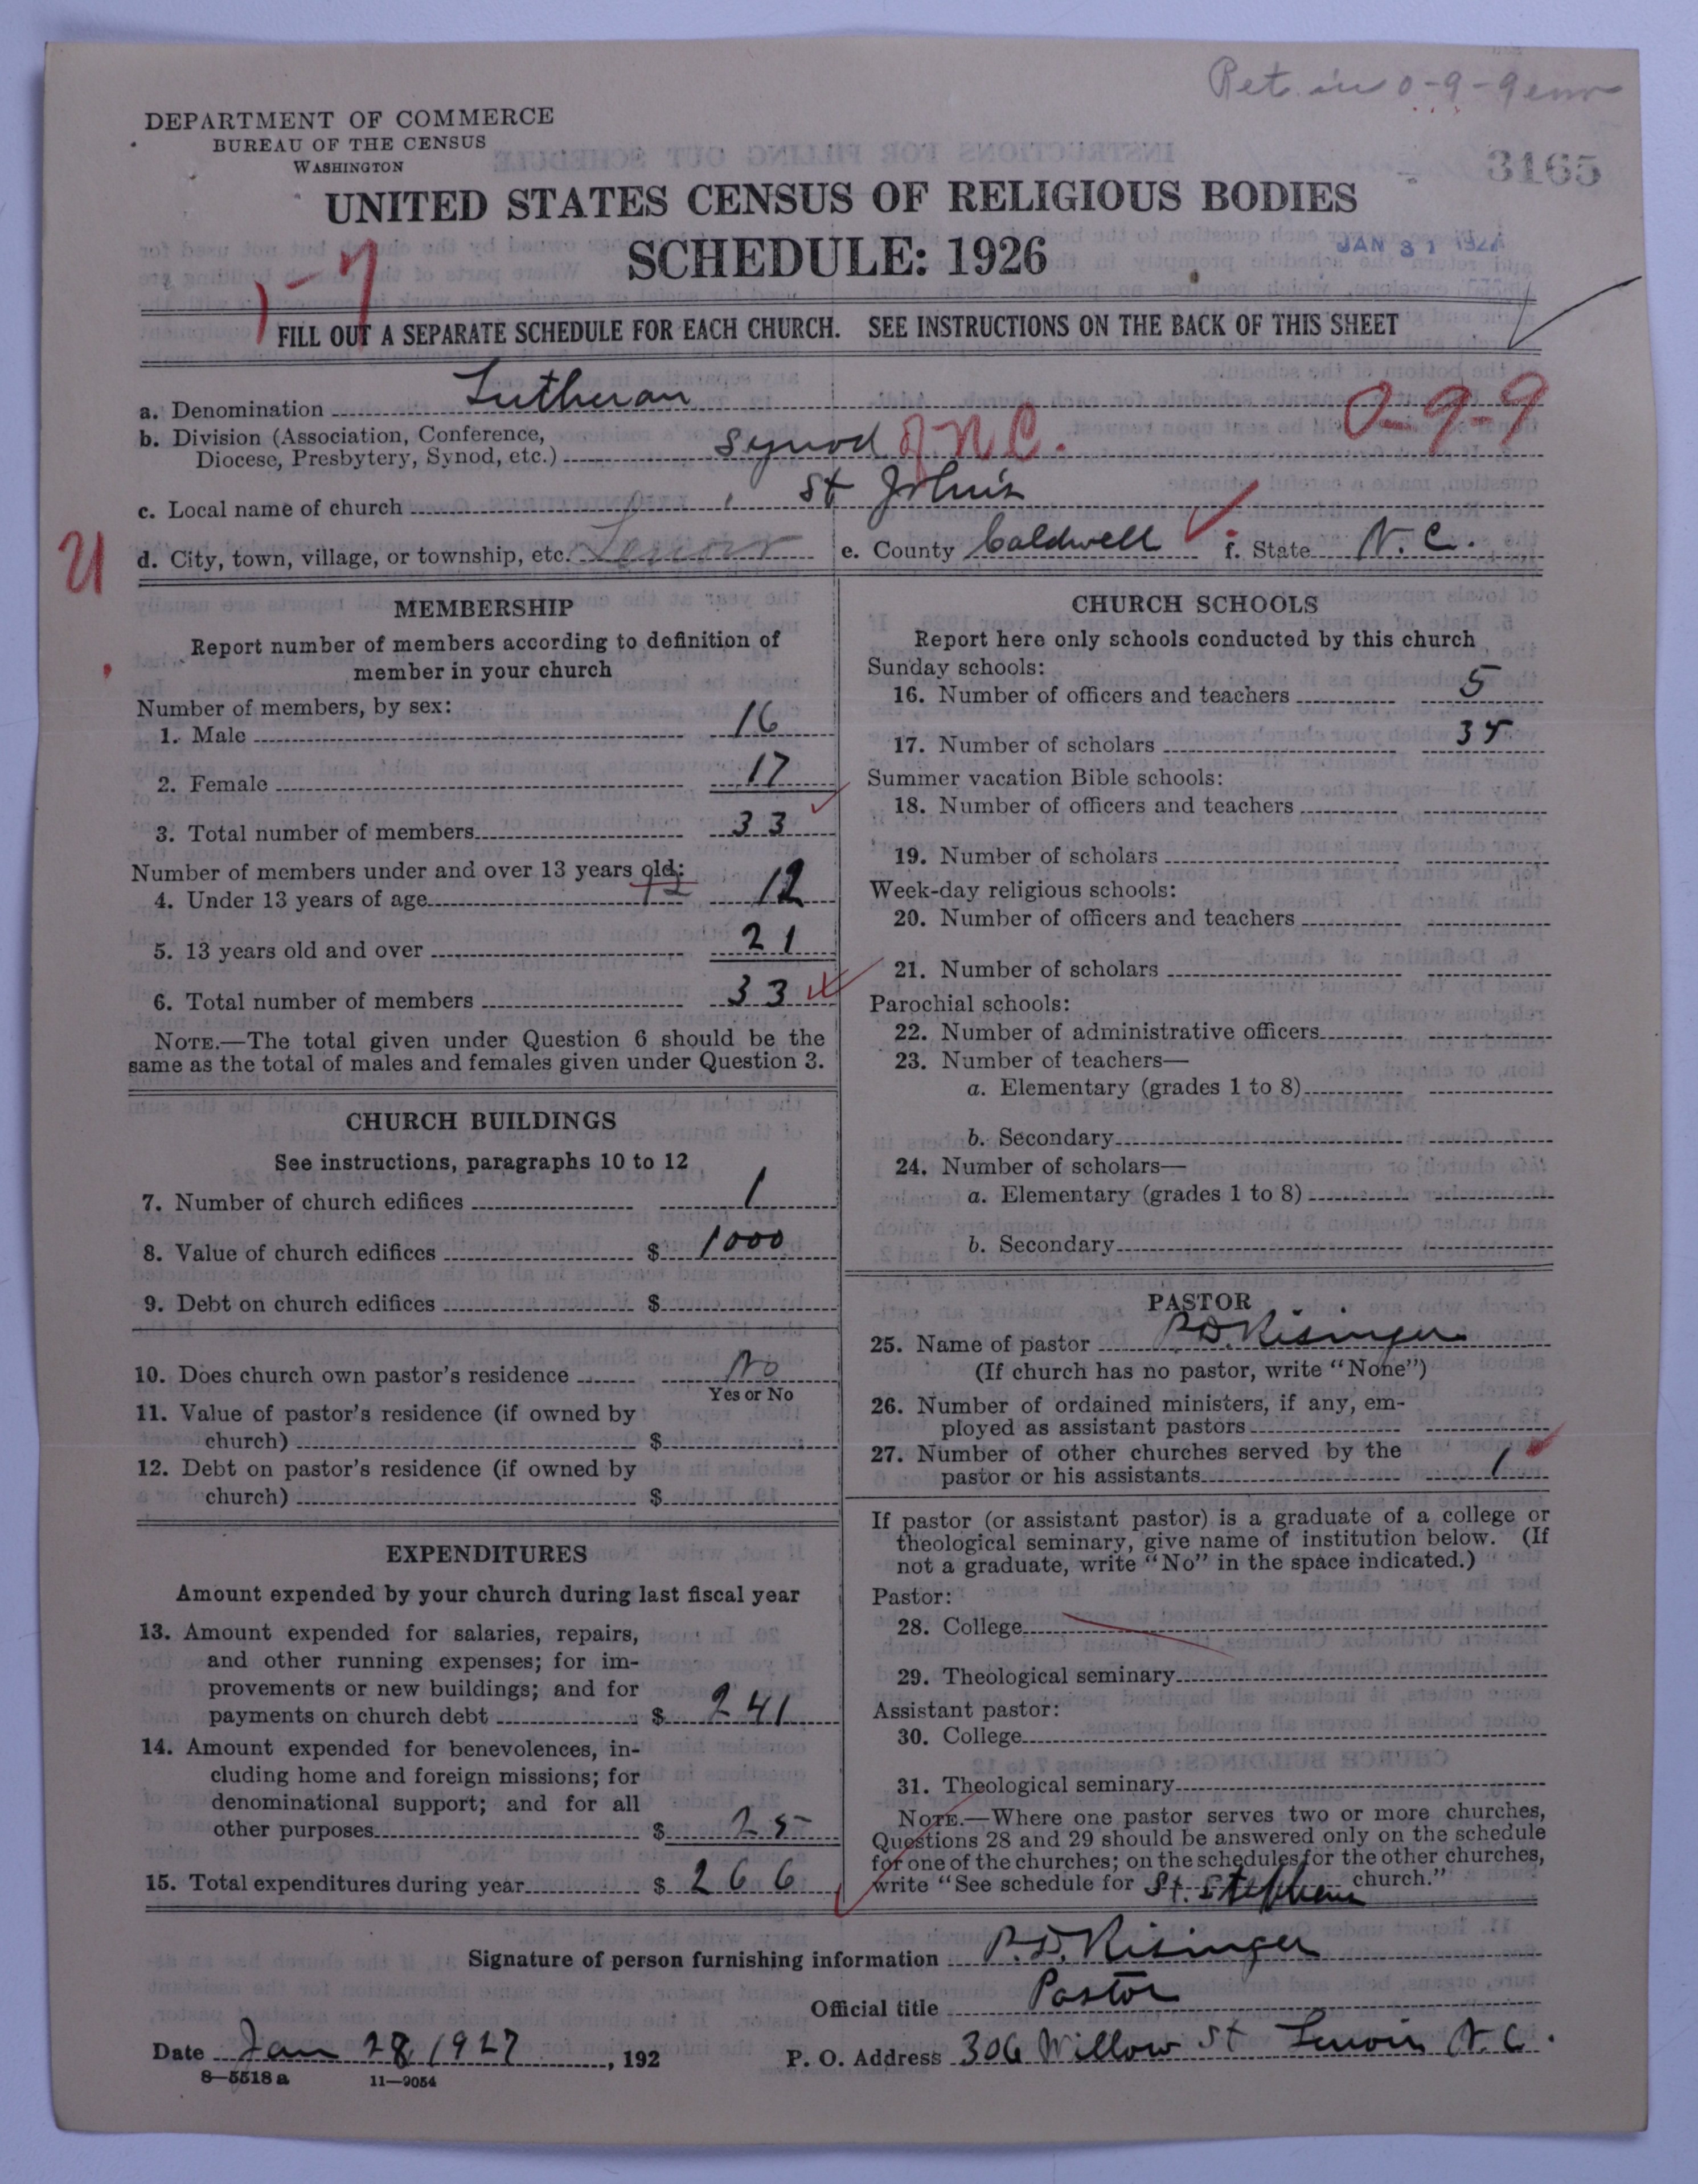 Ret. in 0-9-9
DEPARTMENT OF COMMERCE
BUREAU OF THE CENSUS
WASHINGTON
3165
UNITED STATES CENSUS OF RELIGIOUS BODIES
SCHEDULE: 1926
JAN 31 192
1-7
FILL OUT A SEPARATE SCHEDULE FOR EACH CHURCH. SEE INSTRUCTIONS ON THE BACK OF THIS SHEET
a. Denomination Lutheran
0-9-9
b. Division (Association, Conference,
Diocese, Presbytery, Synod, etc.) Synod of N.C.
c. Local name of church St John's
d. City, town, village, or township, etc. Lenoir e. County Caldwell f. State N.C.
MEMBERSHIP
Report number of members according to definition of
member in your church
Number of members, by sex:
1. Male 16
2. Female 17
3. Total number of members 33
Number of members under and over 13 years old:
4. Under 13 years of age 12 12
5. 13 years old and over 21
6. Total number of members 33
NOTE.—The total given under Question 6 should be the
same as the total of males and females given under Question 3.
CHURCH BUILDINGS
See instructions, paragraphs 10 to 12
7. Number of church edifices 1
8. Value of church edifices $ 1000
9. Debt on church edifices $
10. Does church own pastor's residence No
Yes or No
11. Value of pastor's residence (if owned by
church) $
12. Debt on pastor's residence (if owned by
church) $
EXPENDITURES
Amount expended by your church during last fiscal year
13. Amount expended for salaries, repairs,
and other running expenses; for im-
provements or new buildings; and for
payments on church debt $ 241
14. Amount expended for benevolences, in-
cluding home and foreign missions; for
denominational support; and for all
other purposes $ 25
15. Total expenditures during year $ 266
CHURCH SCHOOLS
Report here only schools conducted by this church
Sunday schools:
16. Number of officers and teachers 5
17. Number of scholars 35
Summer vacation Bible schools:
18. Number of officers and teachers
19. Number of scholars
Week-day religious schools:
20. Number of officers and teachers
21. Number of scholars
Parochial schools:
22. Number of administrative officers
23. Number of teachers—
a. Elementary (grades 1 to 8)
b. Secondary
24. Number of scholars—
a. Elementary (grades 1 to 8)
b. Secondary
PASTOR
25. Name of pastor P.D. Risinger
(If church has no pastor, write "None")
26. Number of ordained ministers, if any, em-
ployed as assistant pastors
27. Number of other churches served by the
pastor or his assistants 1
If pastor (or assistant pastor) is a graduate of a college or
theological seminary, give name of institution below. (If
not a graduate, write "No" in the space indicated.)
Pastor:
28. College
29. Theological seminary
Assistant pastor:
30. College
31. Theological seminary
NOTE.—Where one pastor serves two or more churches,
Questions 28 and 29 should be answered only on the schedule
for one of the churches; on the schedules for the other churches,
write "See schedule for St. Stephens church."
Signature of person furnishing information P.D. Risinger
Official title Pastor
Date Jan 28 1927, 192
P. O. Address 306 Willow St Lenoir N.C.
8—5518a 11—9054